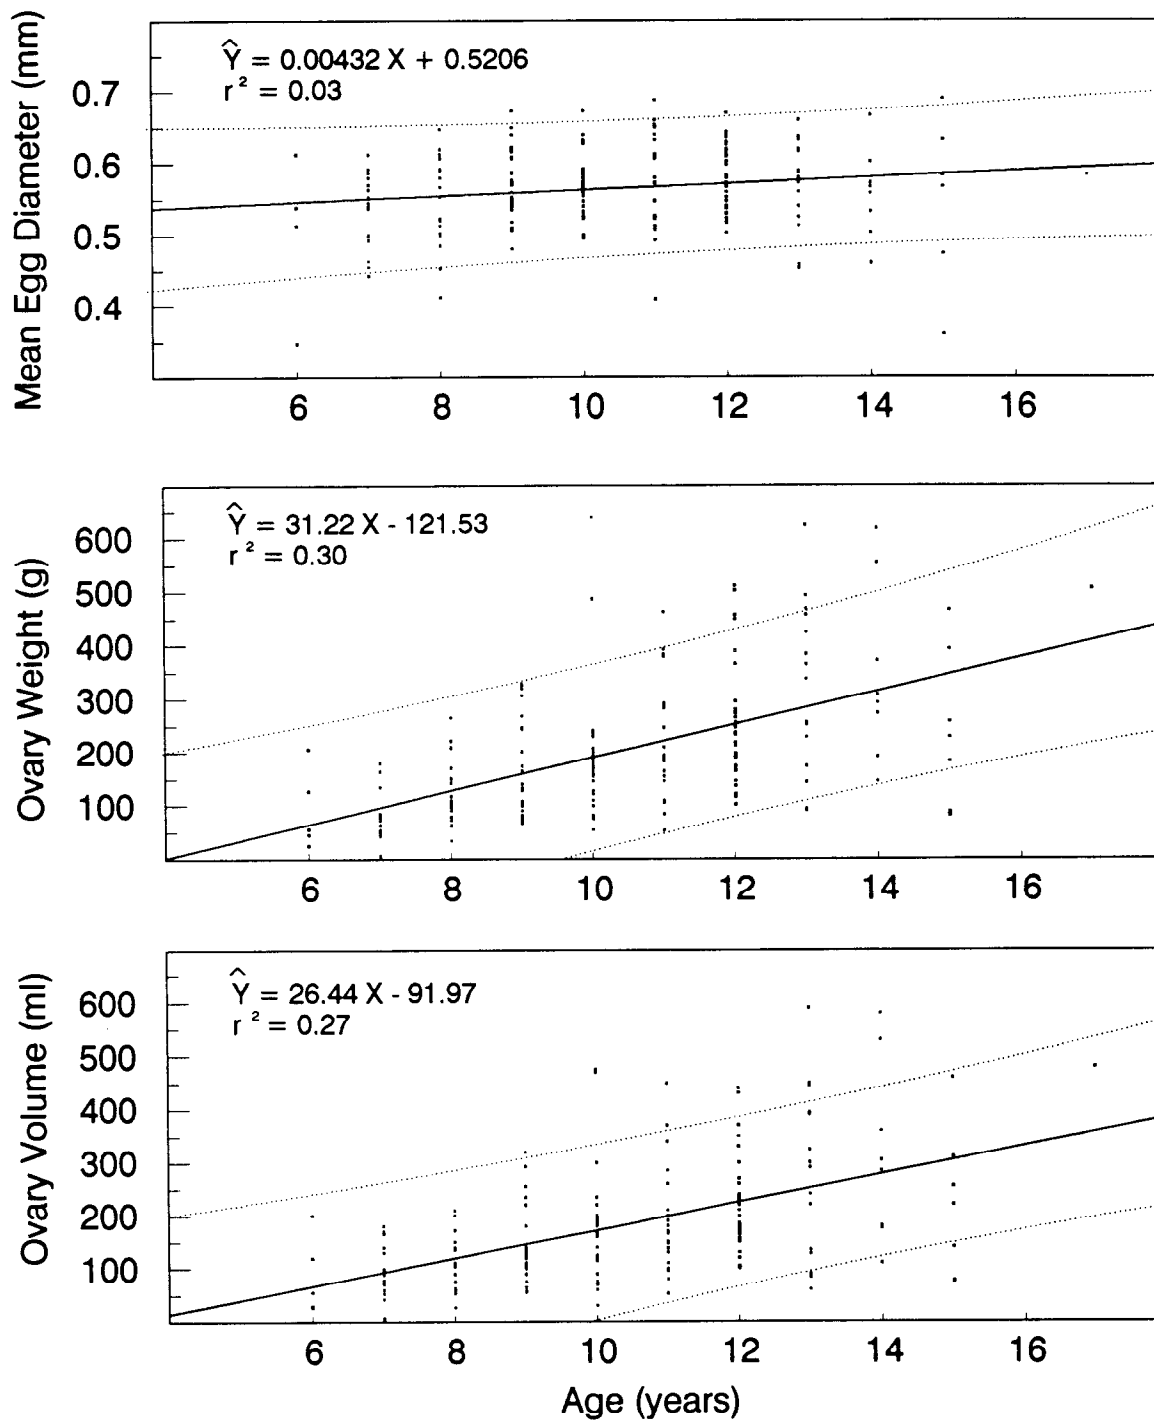 Mean Egg Diameter (mm)
Ŷ = 0.00432 X + 0.5206
r² = 0.03
0.7
0.6
0.5
0.4
6 8 10 12 14 16
Ovary Weight (g)
Ŷ = 31.22 X - 121.53
r² = 0.30
600
500
400
300
200
100
6 8 10 12 14 16
Ovary Volume (ml)
Ŷ = 26.44 X - 91.97
r² = 0.27
600
500
400
300
200
100
6 8 10 12 14 16
Age (years)